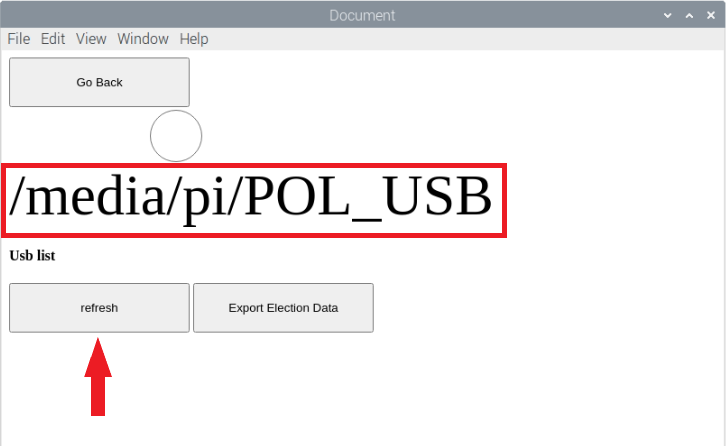 Document
File Edit View Window Help
Go Back
/media/pi/POL_USB
Usb list
refresh Export Election Data